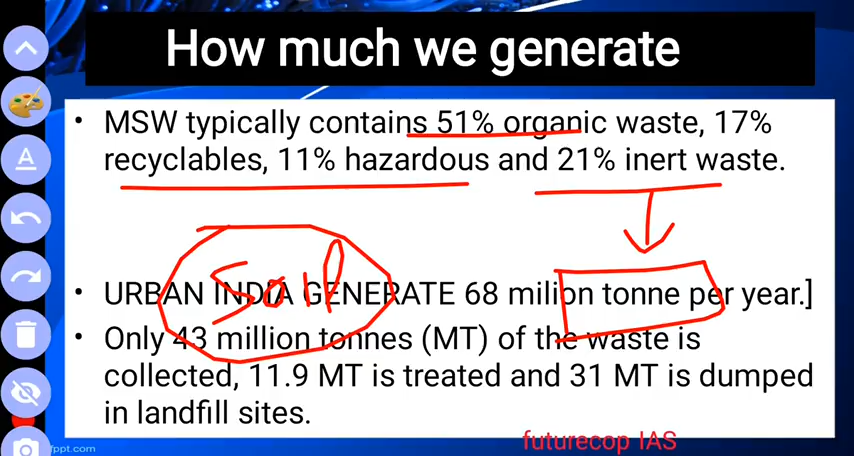 How much we generate
• MSW typically contains 51% organic waste, 17%
recyclables, 11% hazardous and 21% inert waste.
Soil
• URBAN INDIA GENERATE 68 milion tonne per year.]
• Only 43 million tonnes (MT) of the waste is
collected, 11.9 MT is treated and 31 MT is dumped
in landfill sites.
futurecop IAS
fppt.com
A